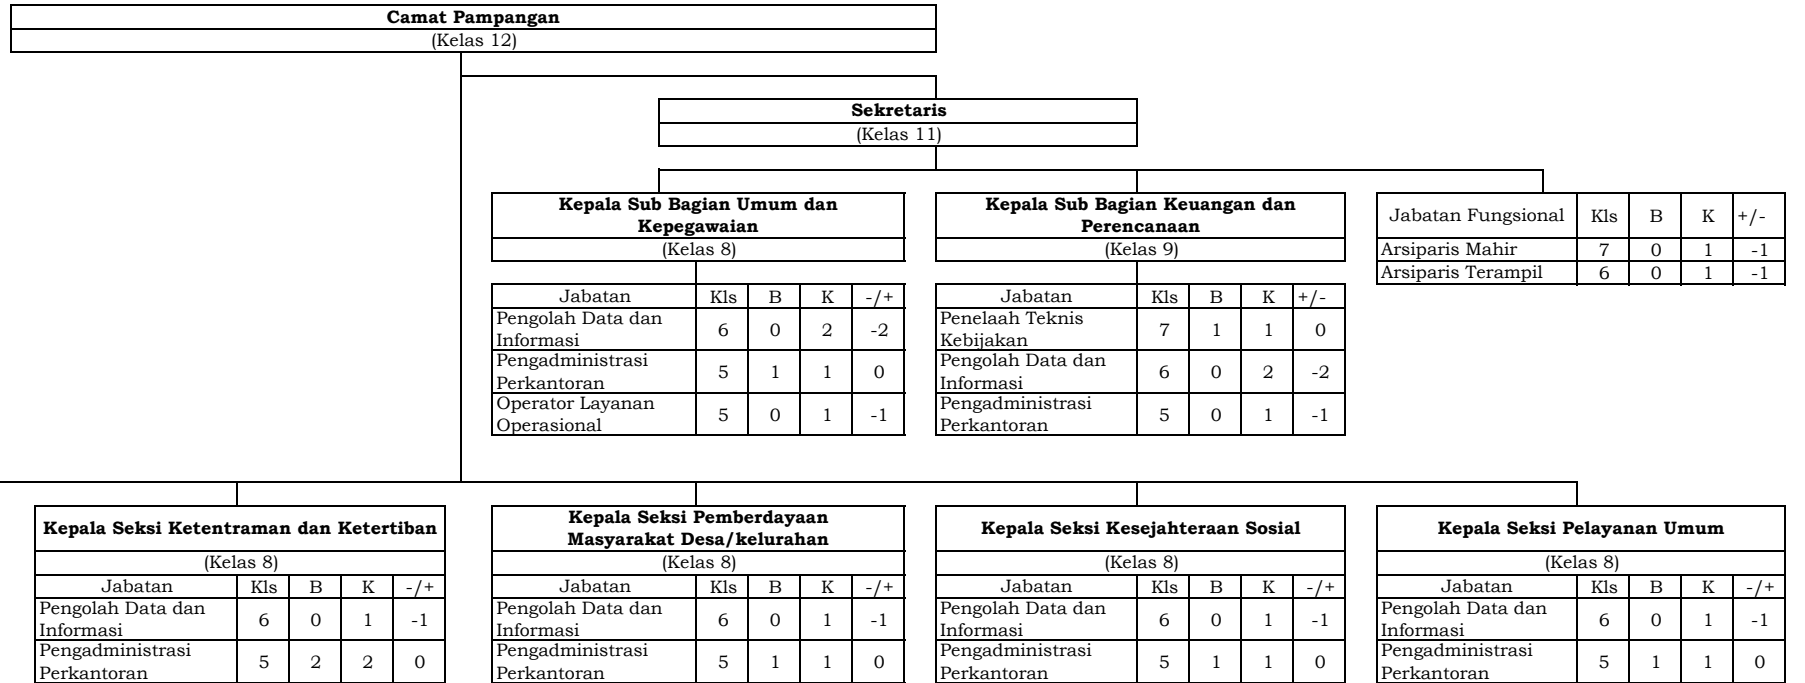 Camat Pampangan
(Kelas 12)
Sekretaris
(Kelas 11)
Kepala Sub Bagian Umum dan
Kepegawaian
(Kelas 8)
Jabatan Kls B K -/+
Pengolah Data dan
Informasi 6 0 2 -2
Pengadministrasi
Perkantoran 5 1 1 0
Operator Layanan
Operasional 5 0 1 -1
Kepala Sub Bagian Keuangan dan
Perencanaan
(Kelas 9)
Jabatan Kls B K +/-
Penelaah Teknis
Kebijakan 7 1 1 0
Pengolah Data dan
Informasi 6 0 2 -2
Pengadministrasi
Perkantoran 5 0 1 -1
Jabatan Fungsional Kls B K +/-
Arsiparis Mahir 7 0 1 -1
Arsiparis Terampil 6 0 1 -1
Kepala Seksi Ketentraman dan Ketertiban
(Kelas 8)
Jabatan Kls B K -/+
Pengolah Data dan
Informasi 6 0 1 -1
Pengadministrasi
Perkantoran 5 2 2 0
Kepala Seksi Pemberdayaan
Masyarakat Desa/kelurahan
(Kelas 8)
Jabatan Kls B K -/+
Pengolah Data dan
Informasi 6 0 1 -1
Pengadministrasi
Perkantoran 5 1 1 0
Kepala Seksi Kesejahteraan Sosial
(Kelas 8)
Jabatan Kls B K -/+
Pengolah Data dan
Informasi 6 0 1 -1
Pengadministrasi
Perkantoran 5 1 1 0
Kepala Seksi Pelayanan Umum
(Kelas 8)
Jabatan Kls B K -/+
Pengolah Data dan
Informasi 6 0 1 -1
Pengadministrasi
Perkantoran 5 1 1 0